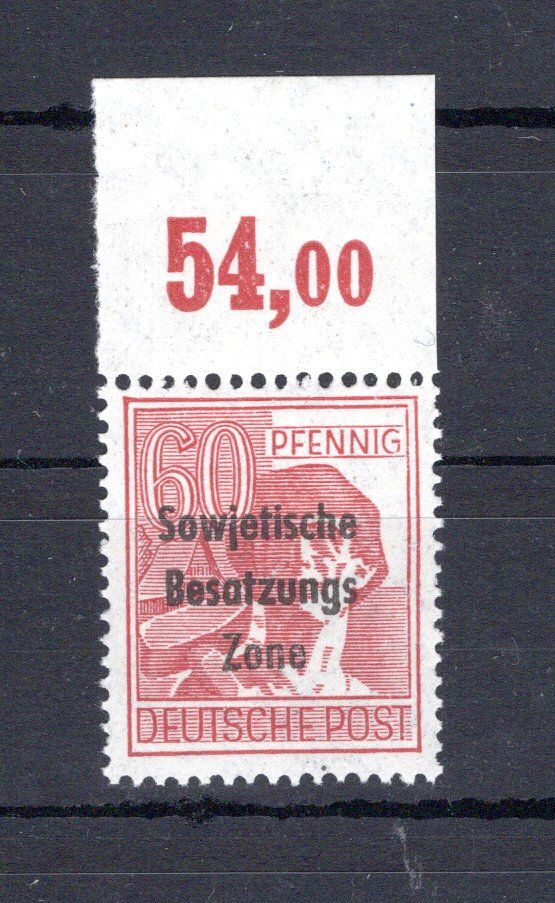 54,00
60 PFENNIG
Sowjetische
Besatzungs
Zone
DEUTSCHE POST